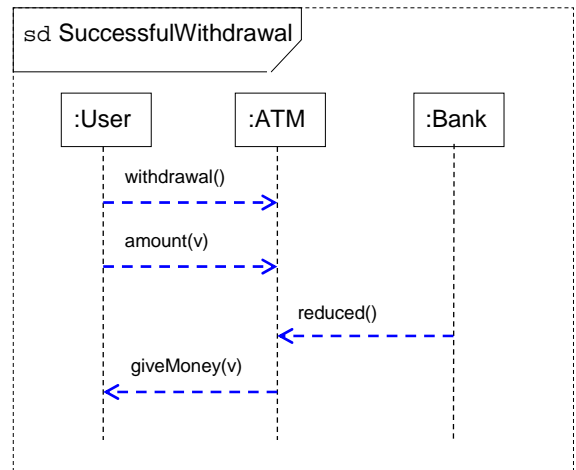 sd SuccessfulWithdrawal
:User
:ATM
:Bank
withdrawal()
amount(v)
reduced()
giveMoney(v)